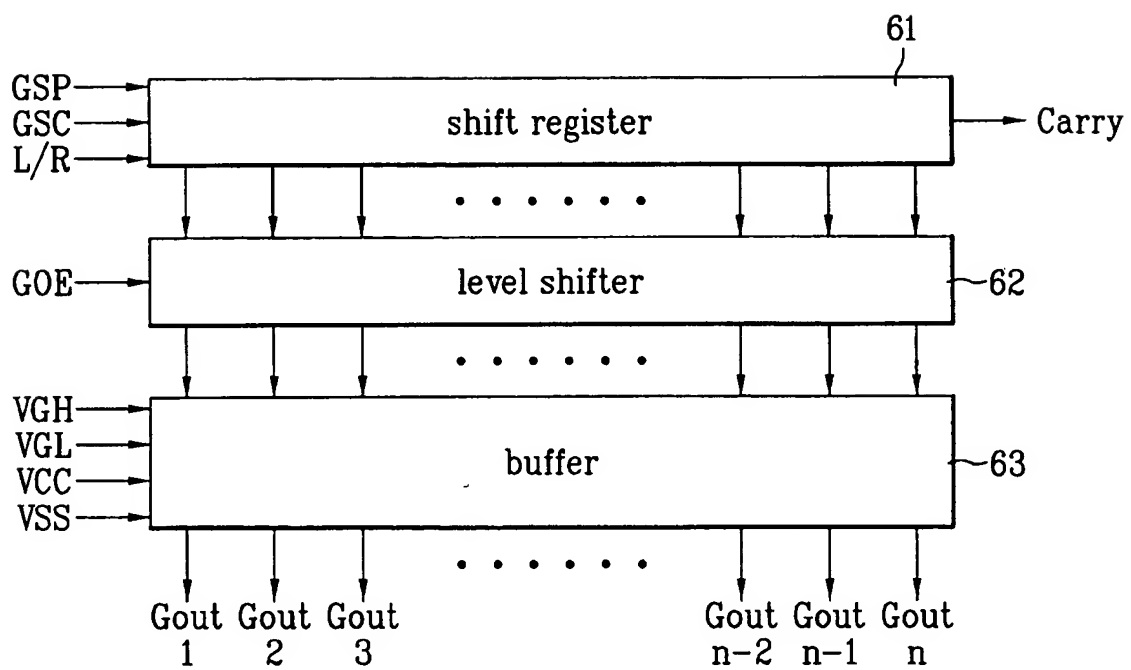 61
GSP
GSC
L/R
shift register
Carry
GOE
level shifter
62
VGH
VGL
VCC
VSS
buffer
63
Gout Gout Gout Gout Gout Gout
1 2 3 n-2 n-1 n